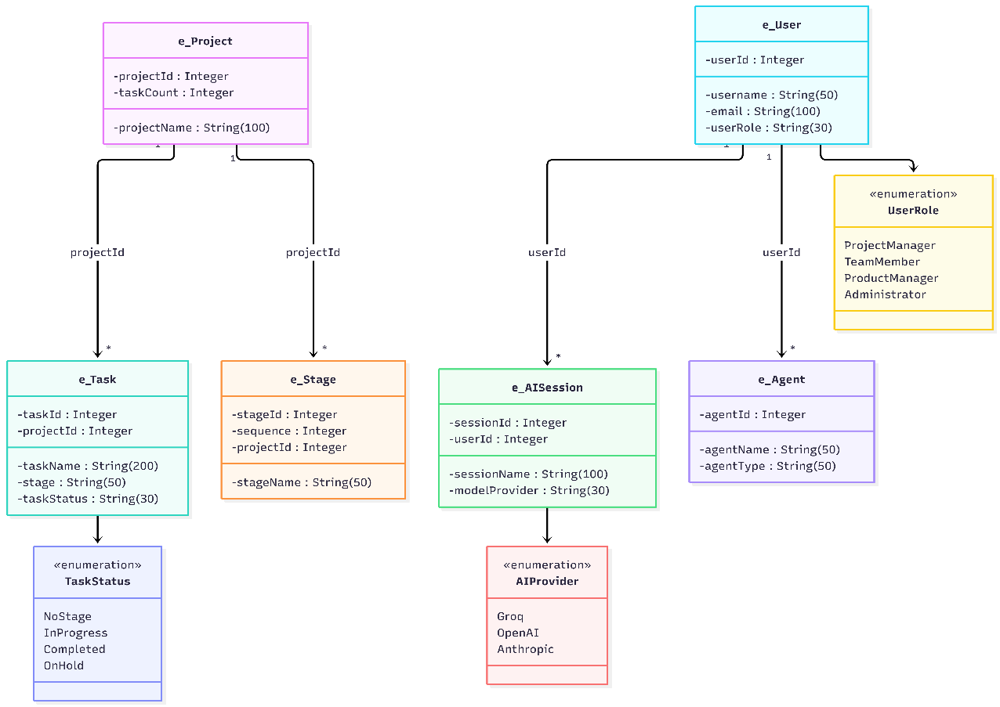 e_Project
-projectId : Integer
-taskCount : Integer
-projectName : String(100)
e_User
-userId : Integer
-username : String(50)
-email : String(100)
-userRole : String(30)
1
1
1
1
«enumeration»
UserRole
ProjectManager
TeamMember
ProductManager
Administrator
projectId
projectId
userId
userId
*
*
*
*
e_Task
-taskId : Integer
-projectId : Integer
-taskName : String(200)
-stage : String(50)
-taskStatus : String(30)
e_Stage
-stageId : Integer
-sequence : Integer
-projectId : Integer
-stageName : String(50)
e_AISession
-sessionId : Integer
-userId : Integer
-sessionName : String(100)
-modelProvider : String(30)
e_Agent
-agentId : Integer
-agentName : String(50)
-agentType : String(50)
«enumeration»
TaskStatus
NoStage
InProgress
Completed
OnHold
«enumeration»
AIProvider
Groq
OpenAI
Anthropic